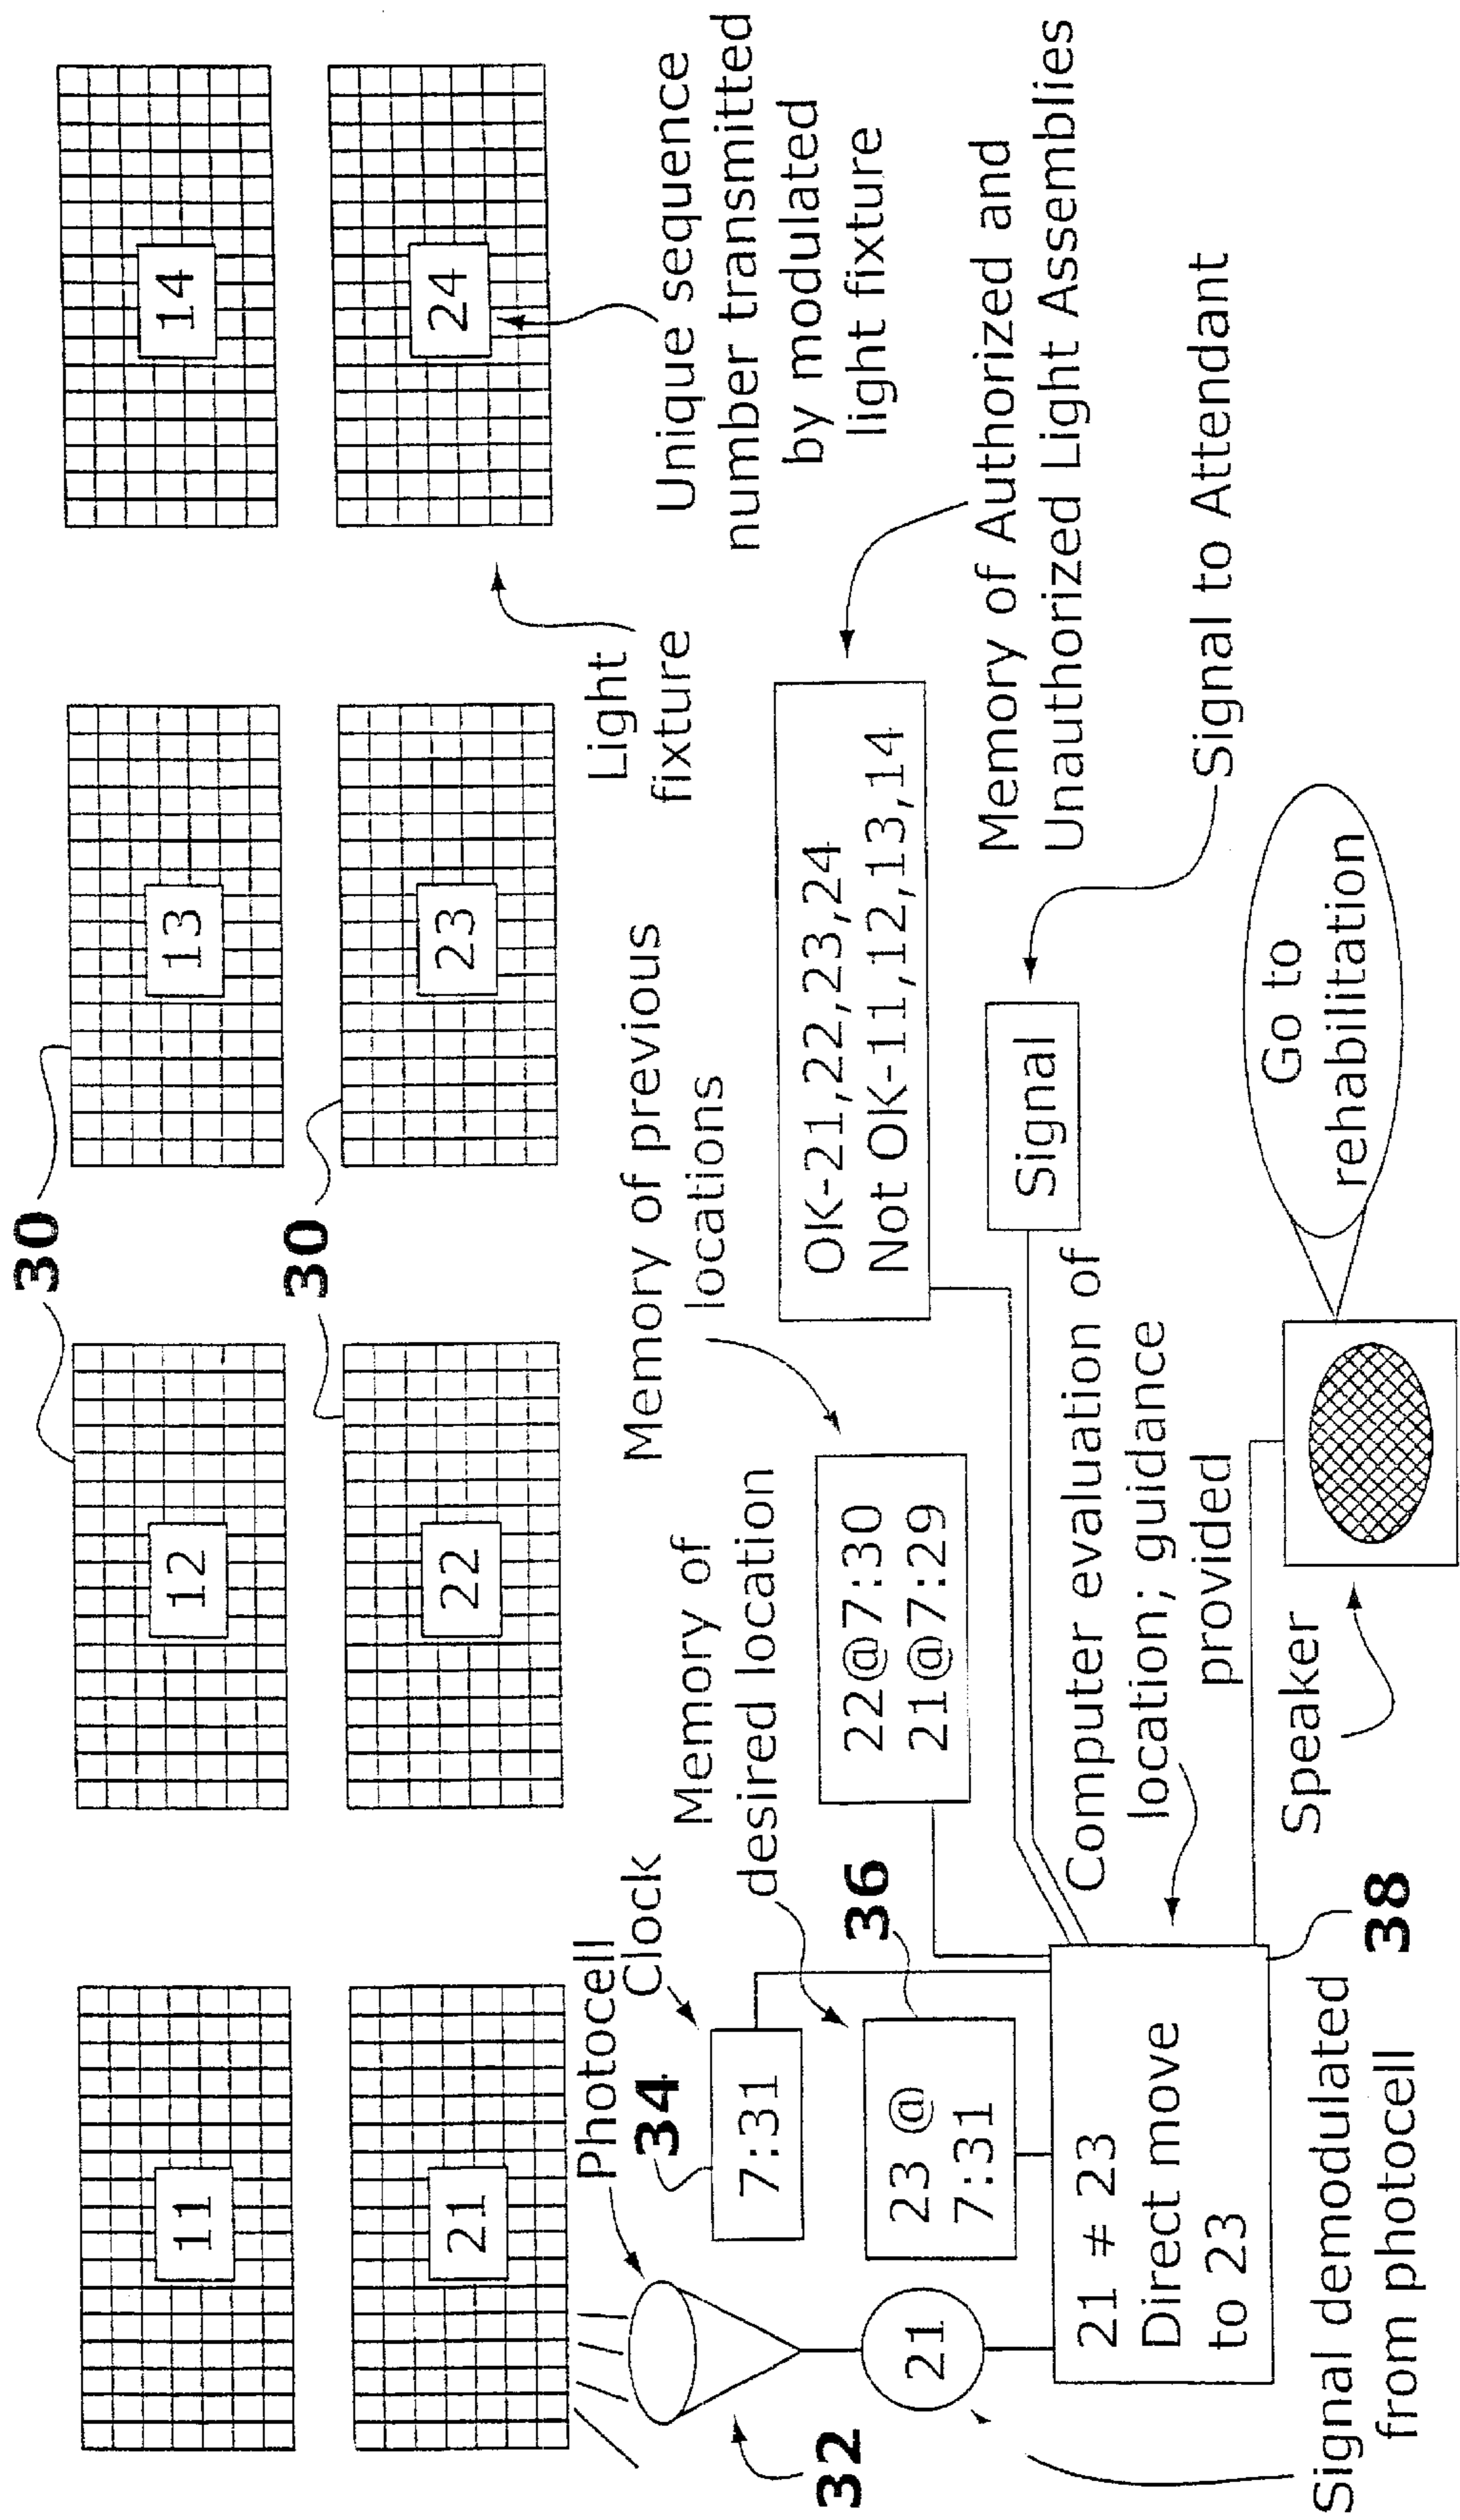 30
11
12
13
14
30
21
22
23
24
Photocell
Light
fixture
Unique sequence
number transmitted
by modulated
light fixture
32
34
Clock
7:31
Memory of
desired location
36
23 @
7:31
Memory of previous
locations
22@7:30
21@7:29
OK-21,22,23,24
Not OK-11,12,13,14
Memory of Authorized and
Unauthorized Light Assemblies
21
21 ≠ 23
Direct move
to 23
38
Computer evaluation of
location; guidance
provided
Signal
Signal to Attendant
Signal demodulated
from photocell
Speaker
Go to
rehabilitation